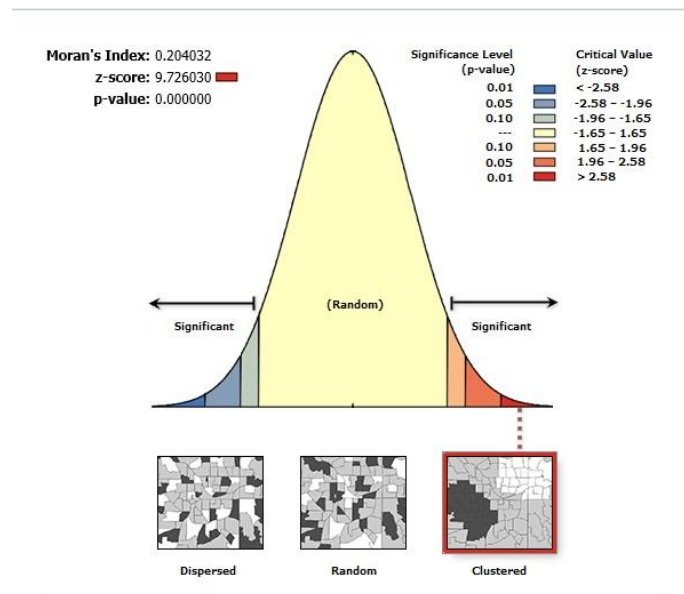 Moran's Index: 0.204032
z-score: 9.726030
p-value: 0.000000
Significance Level
(p-value)
Critical Value
(z-score)
0.01 < -2.58
0.05 -2.58 – -1.96
0.10 -1.96 – -1.65
--- -1.65 – 1.65
0.10 1.65 – 1.96
0.05 1.96 – 2.58
0.01 > 2.58
(Random)
Significant
Significant
Dispersed
Random
Clustered